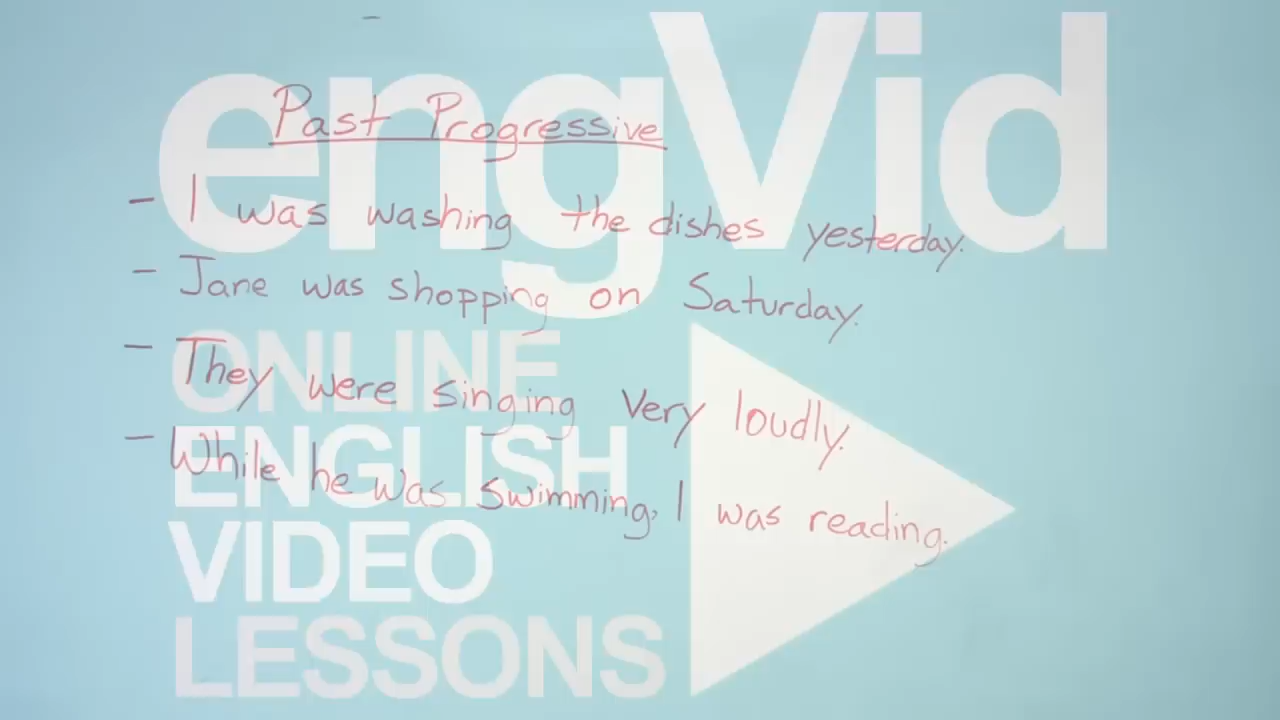 engVid
Past Progressive
- I was washing the dishes yesterday.
- Jane was shopping on Saturday.
- They were singing very loudly.
- While he was swimming, I was reading.
ONLINE
ENGLISH
VIDEO
LESSONS